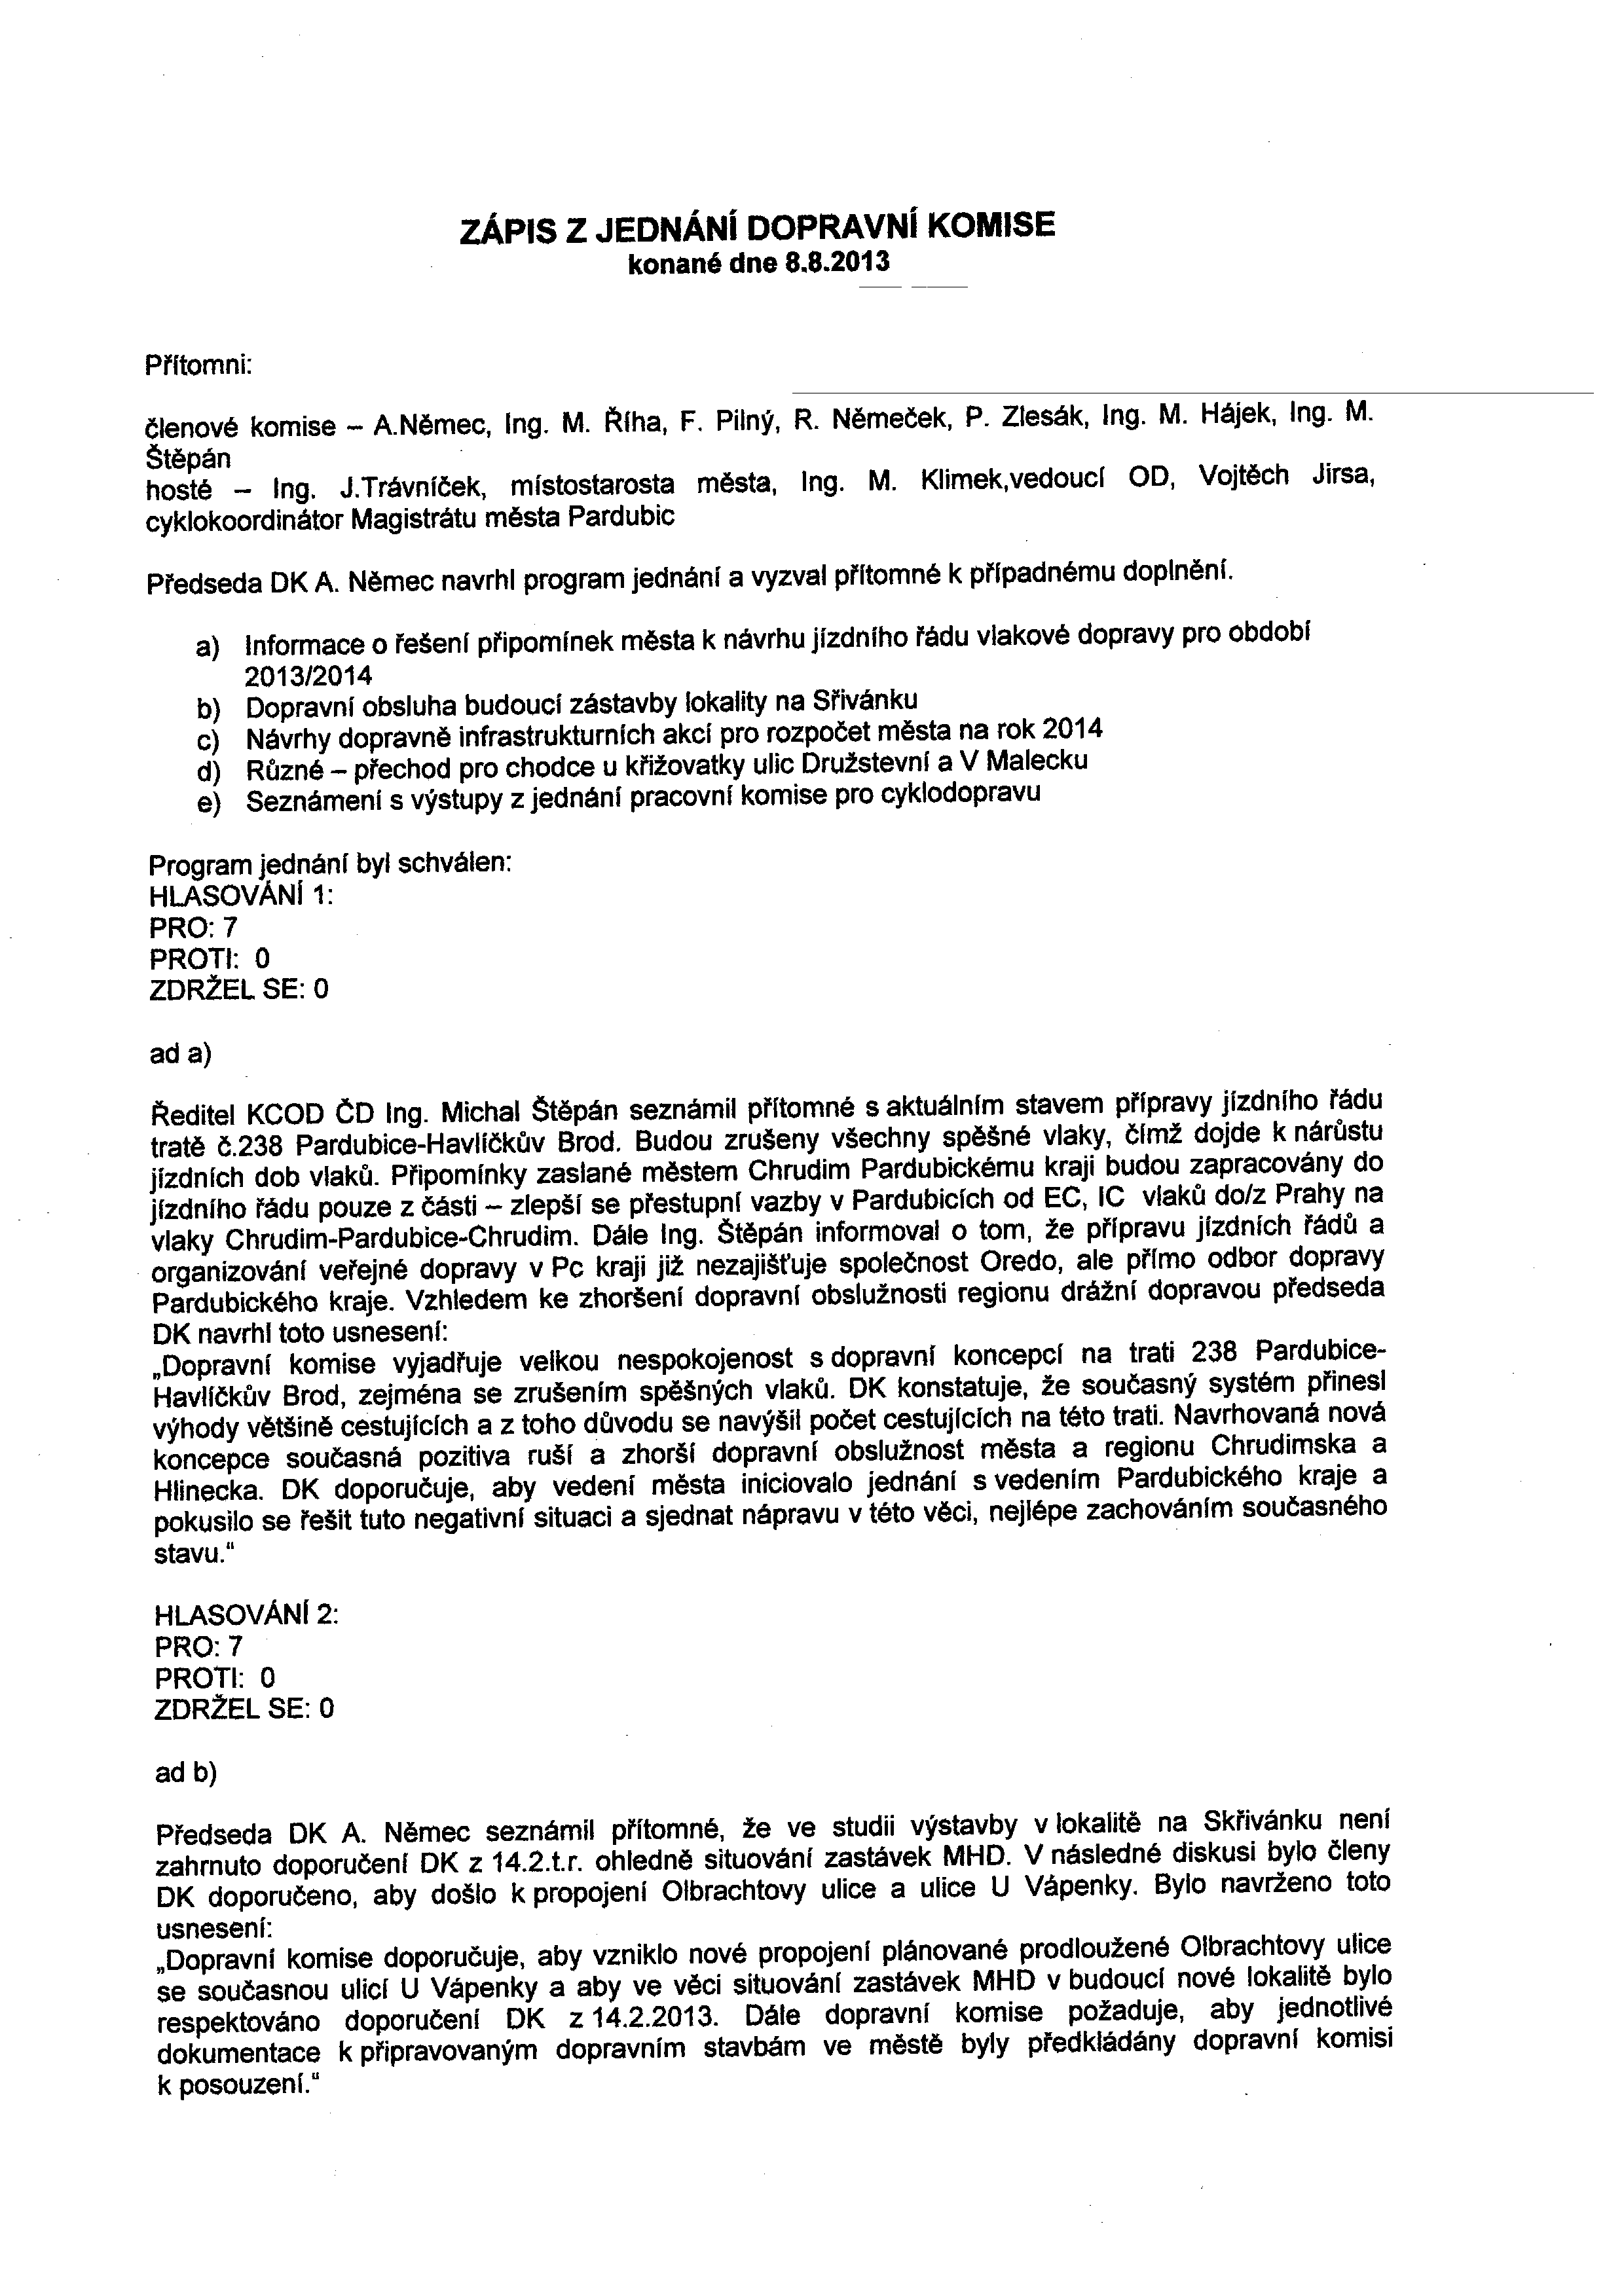 ZÁPIS Z JEDNÁNÍ DOPRAVNÍ KOMISE
konané dne 8.8.2013
Přítomni:
členové komise – A.Němec, Ing. M. Říha, F. Pilný, R. Němeček, P. Zlesák, Ing. M. Hájek, Ing. M.
Štěpán
hosté – Ing. J.Trávníček, místostarosta města, Ing. M. Klimek,vedoucí OD, Vojtěch Jirsa,
cyklokoordinátor Magistrátu města Pardubic
Předseda DK A. Němec navrhl program jednání a vyzval přítomné k případnému doplnění.
a) Informace o řešení připomínek města k návrhu jízdního řádu vlakové dopravy pro období
2013/2014
b) Dopravní obsluha budoucí zástavby lokality na Sřivánku
c) Návrhy dopravně infrastrukturních akcí pro rozpočet města na rok 2014
d) Různé – přechod pro chodce u křižovatky ulic Družstevní a V Malecku
e) Seznámení s výstupy z jednání pracovní komise pro cyklodopravu
Program jednání byl schválen:
HLASOVÁNÍ 1:
PRO: 7
PROTI: 0
ZDRŽEL SE: 0
ad a)
Ředitel KCOD ČD Ing. Michal Štěpán seznámil přítomné s aktuálním stavem přípravy jízdního řádu
tratě č.238 Pardubice-Havlíčkův Brod. Budou zrušeny všechny spěšné vlaky, čímž dojde k nárůstu
jízdních dob vlaků. Připomínky zaslané městem Chrudim Pardubickému kraji budou zapracovány do
jízdního řádu pouze z části – zlepší se přestupní vazby v Pardubicích od EC, IC vlaků do/z Prahy na
vlaky Chrudim-Pardubice-Chrudim. Dále Ing. Štěpán informoval o tom, že přípravu jízdních řádů a
organizování veřejné dopravy v Pc kraji již nezajišťuje společnost Oredo, ale přímo odbor dopravy
Pardubického kraje. Vzhledem ke zhoršení dopravní obslužnosti regionu drážní dopravou předseda
DK navrhl toto usnesení:
„Dopravní komise vyjadřuje velkou nespokojenost s dopravní koncepcí na trati 238 Pardubice-
Havlíčkův Brod, zejména se zrušením spěšných vlaků. DK konstatuje, že současný systém přinesl
výhody většině cestujících a z toho důvodu se navýšil počet cestujících na této trati. Navrhovaná nová
koncepce současná pozitiva ruší a zhorší dopravní obslužnost města a regionu Chrudimska a
Hlinecka. DK doporučuje, aby vedení města iniciovalo jednání s vedením Pardubického kraje a
pokusilo se řešit tuto negativní situaci a sjednat nápravu v této věci, nejlépe zachováním současného
stavu.“
HLASOVÁNÍ 2:
PRO: 7
PROTI: 0
ZDRŽEL SE: 0
ad b)
Předseda DK A. Němec seznámil přítomné, že ve studii výstavby v lokalitě na Skřivánku není
zahrnuto doporučení DK z 14.2.t.r. ohledně situování zastávek MHD. V následné diskusi bylo členy
DK doporučeno, aby došlo k propojení Olbrachtovy ulice a ulice U Vápenky. Bylo navrženo toto
usnesení:
„Dopravní komise doporučuje, aby vzniklo nové propojení plánované prodloužené Olbrachtovy ulice
se současnou ulicí U Vápenky a aby ve věci situování zastávek MHD v budoucí nové lokalitě bylo
respektováno doporučení DK z 14.2.2013. Dále dopravní komise požaduje, aby jednotlivé
dokumentace k připravovaným dopravním stavbám ve městě byly předkládány dopravní komisi
k posouzení.“